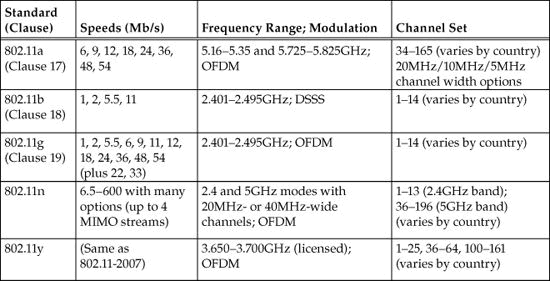 Standard (Clause) | Speeds (Mb/s) | Frequency Range; Modulation | Channel Set
802.11a (Clause 17) | 6, 9, 12, 18, 24, 36, 48, 54 | 5.16–5.35 and 5.725–5.825GHz; OFDM | 34–165 (varies by country) 20MHz/10MHz/5MHz channel width options
802.11b (Clause 18) | 1, 2, 5.5, 11 | 2.401–2.495GHz; DSSS | 1–14 (varies by country)
802.11g (Clause 19) | 1, 2, 5.5, 6, 9, 11, 12, 18, 24, 36, 48, 54 (plus 22, 33) | 2.401–2.495GHz; OFDM | 1–14 (varies by country)
802.11n | 6.5–600 with many options (up to 4 MIMO streams) | 2.4 and 5GHz modes with 20MHz- or 40MHz-wide channels; OFDM | 1–13 (2.4GHz band); 36–196 (5GHz band) (varies by country)
802.11y | (Same as 802.11-2007) | 3.650–3.700GHz (licensed); OFDM | 1–25, 36–64, 100–161 (varies by country)